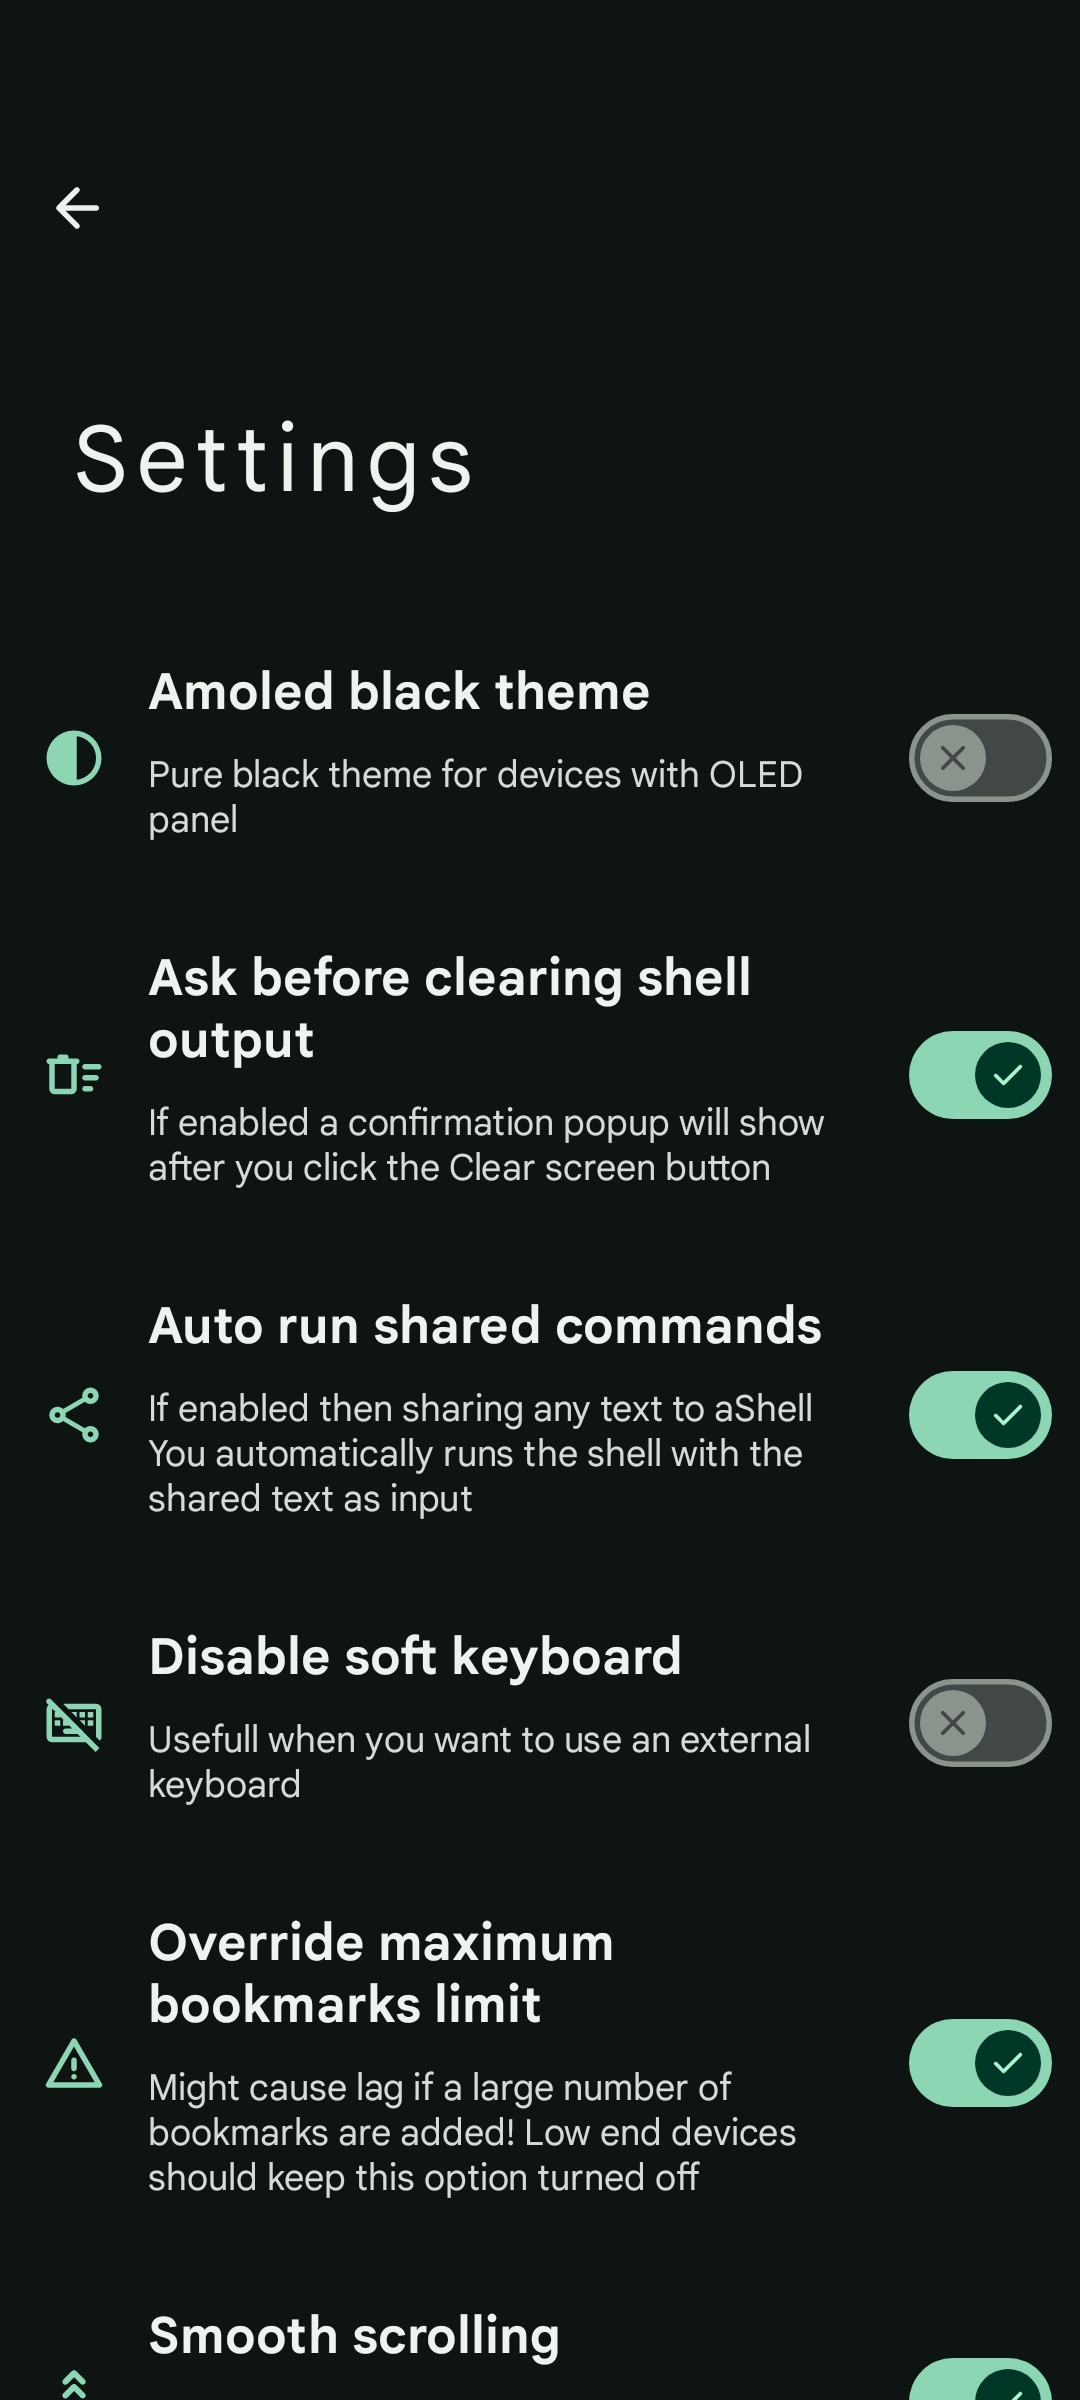 Settings
Amoled black theme
Pure black theme for devices with OLED
panel
Ask before clearing shell
output
If enabled a confirmation popup will show
after you click the Clear screen button
Auto run shared commands
If enabled then sharing any text to aShell
You automatically runs the shell with the
shared text as input
Disable soft keyboard
Usefull when you want to use an external
keyboard
Override maximum
bookmarks limit
Might cause lag if a large number of
bookmarks are added! Low end devices
should keep this option turned off
Smooth scrolling